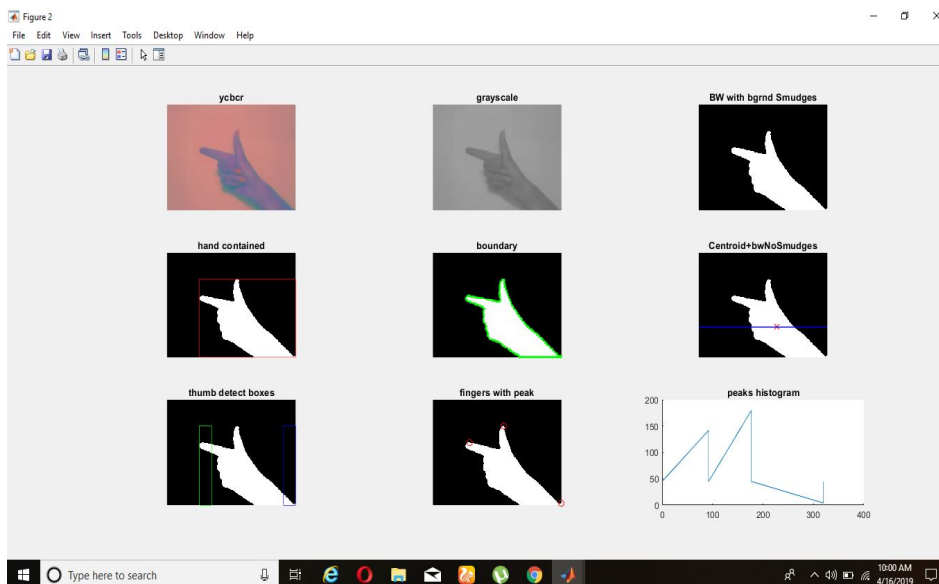 Figure 2
File Edit View Insert Tools Desktop Window Help
ycbcr
grayscale
BW with bgrnd Smudges
hand contained
boundary
Centroid+bwNoSmudges
thumb detect boxes
fingers with peak
peaks histogram
200
150
100
50
0
0 100 200 300 400
Type here to search
10:00 AM
4/16/2019